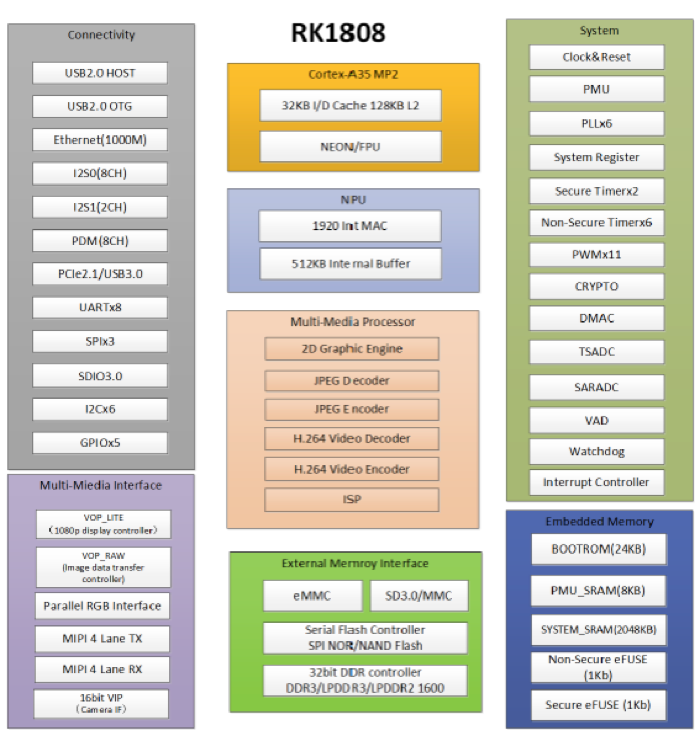 RK1808
Connectivity
USB2.0 HOST
USB2.0 OTG
Ethernet(1000M)
I2S0(8CH)
I2S1(2CH)
PDM(8CH)
PCIe2.1/USB3.0
UARTx8
SPIx3
SDIO3.0
I2Cx6
GPIOx5
Multi-Miedia Interface
VOP_LITE
(1080p display controller)
VOP_RAW
(Image data transfer
controller)
Parallel RGB Interface
MIPI 4 Lane TX
MIPI 4 Lane RX
16bit VIP
(Camera IF)
Cortex-A35 MP2
32KB I/D Cache 128KB L2
NEON/FPU
NPU
1920 Int MAC
512KB Internal Buffer
Multi-Media Processor
2D Graphic Engine
JPEG Decoder
JPEG Encoder
H.264 Video Decoder
H.264 Video Encoder
ISP
External Memroy Interface
eMMC
SD3.0/MMC
Serial Flash Controller
SPI NOR/NAND Flash
32bit DDR controller
DDR3/LPDDR3/LPDDR2 1600
System
Clock&Reset
PMU
PLLx6
System Register
Secure Timerx2
Non-Secure Timerx6
PWMx11
CRYPTO
DMAC
TSADC
SARADC
VAD
Watchdog
Interrupt Controller
Embedded Memory
BOOTROM(24KB)
PMU_SRAM(8KB)
SYSTEM_SRAM(2048KB)
Non-Secure eFUSE
(1Kb)
Secure eFUSE (1Kb)